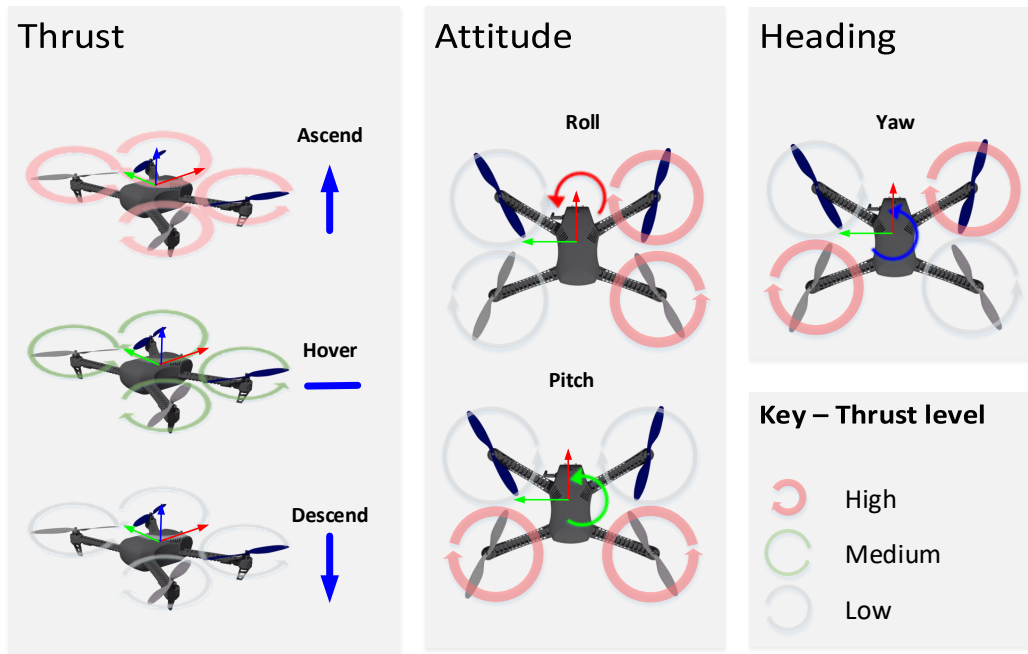 Thrust
Ascend
Hover
Descend
Attitude
Roll
Pitch
Heading
Yaw
Key – Thrust level
High
Medium
Low